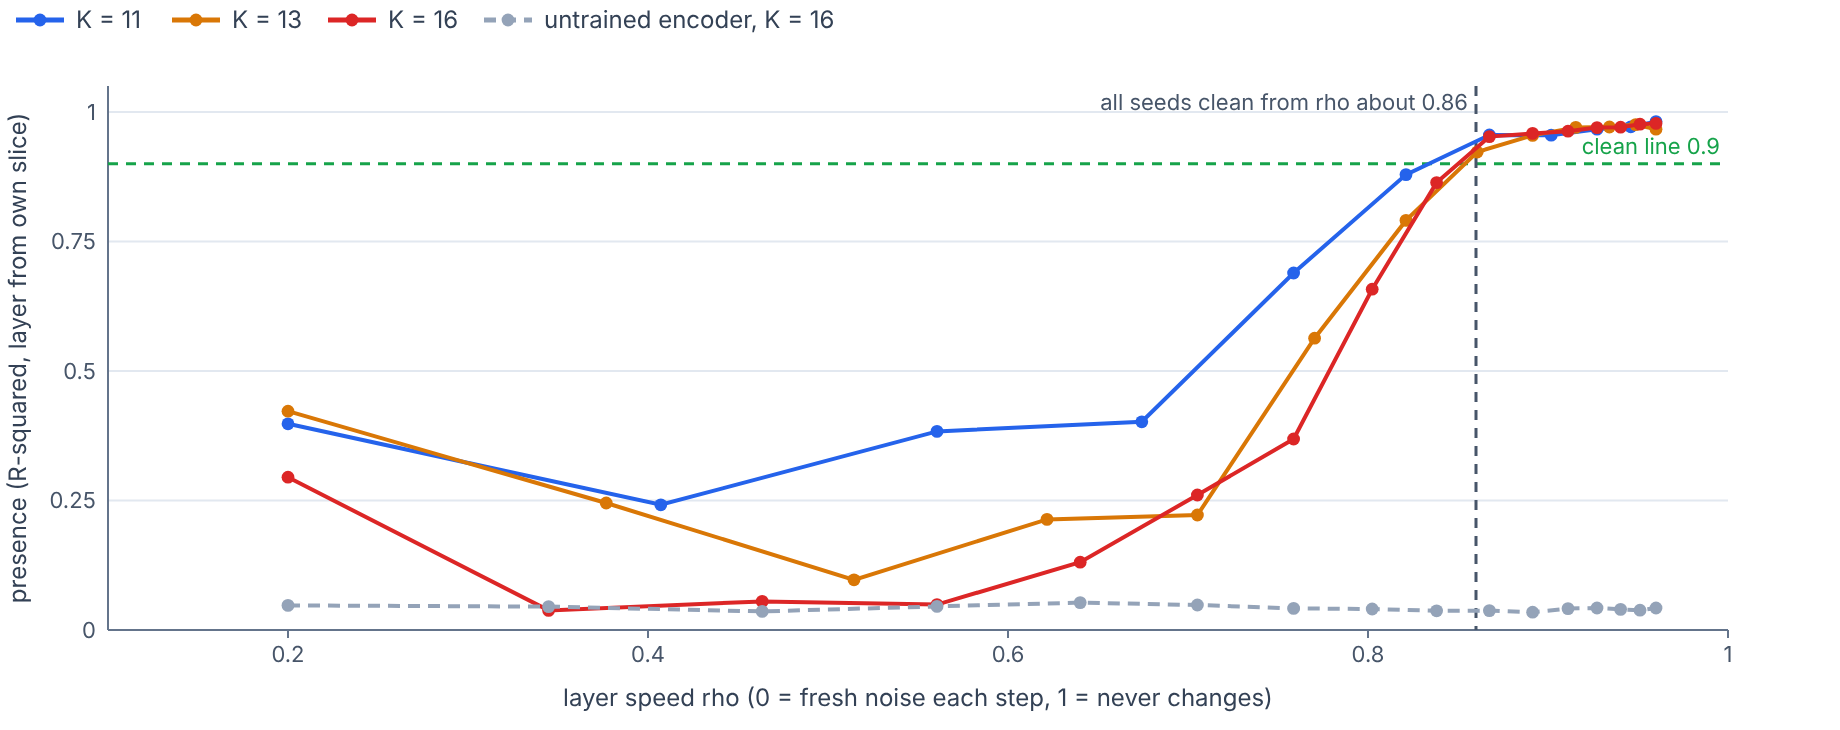 K = 11
K = 13
K = 16
untrained encoder, K = 16
all seeds clean from rho about 0.86
clean line 0.9
presence (R-squared, layer from own slice)
1
0.75
0.5
0.25
0
0.2
0.4
0.6
0.8
1
layer speed rho (0 = fresh noise each step, 1 = never changes)